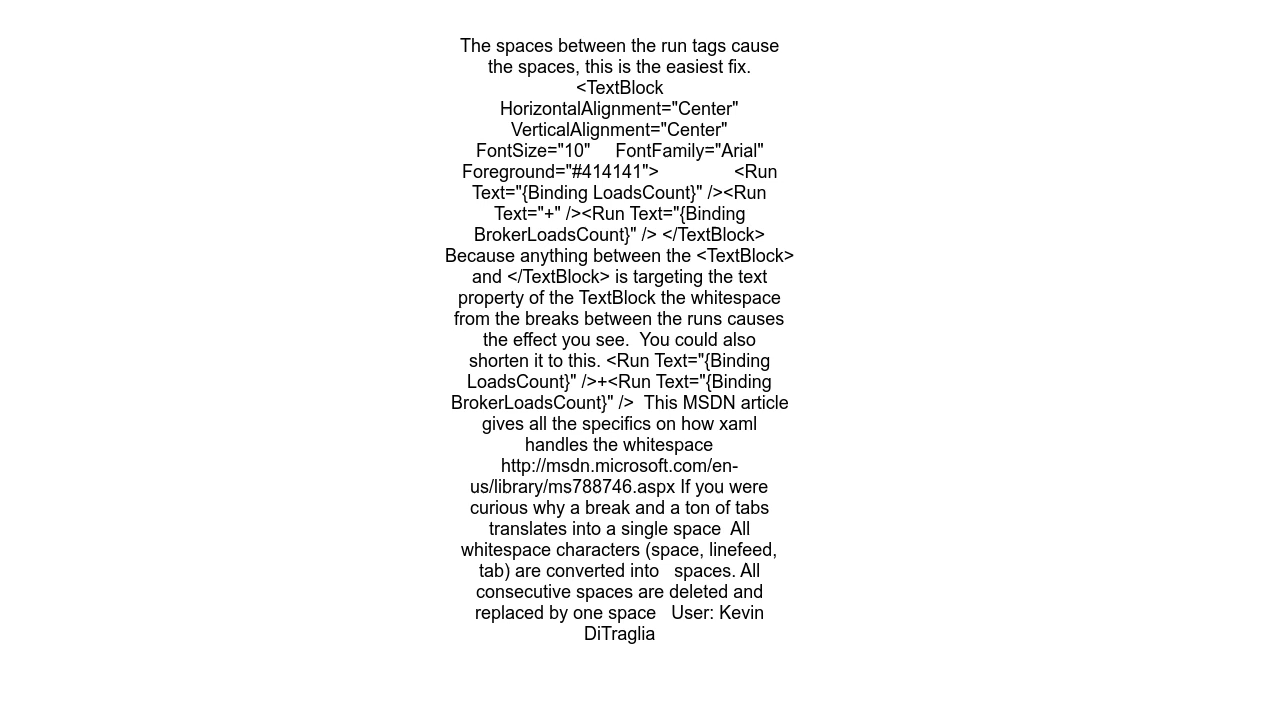 The spaces between the run tags cause
the spaces, this is the easiest fix.
<TextBlock
HorizontalAlignment="Center"
VerticalAlignment="Center"
FontSize="10"     FontFamily="Arial"
Foreground="#414141">               <Run
Text="{Binding LoadsCount}" /><Run
Text="+" /><Run Text="{Binding
BrokerLoadsCount}" /> </TextBlock>
Because anything between the <TextBlock>
and </TextBlock> is targeting the text
property of the TextBlock the whitespace
from the breaks between the runs causes
the effect you see.  You could also
shorten it to this. <Run Text="{Binding
LoadsCount}" />+<Run Text="{Binding
BrokerLoadsCount}" />  This MSDN article
gives all the specifics on how xaml
handles the whitespace
http://msdn.microsoft.com/en-
us/library/ms788746.aspx If you were
curious why a break and a ton of tabs
translates into a single space  All
whitespace characters (space, linefeed,
tab) are converted into   spaces. All
consecutive spaces are deleted and
replaced by one space   User: Kevin
DiTraglia